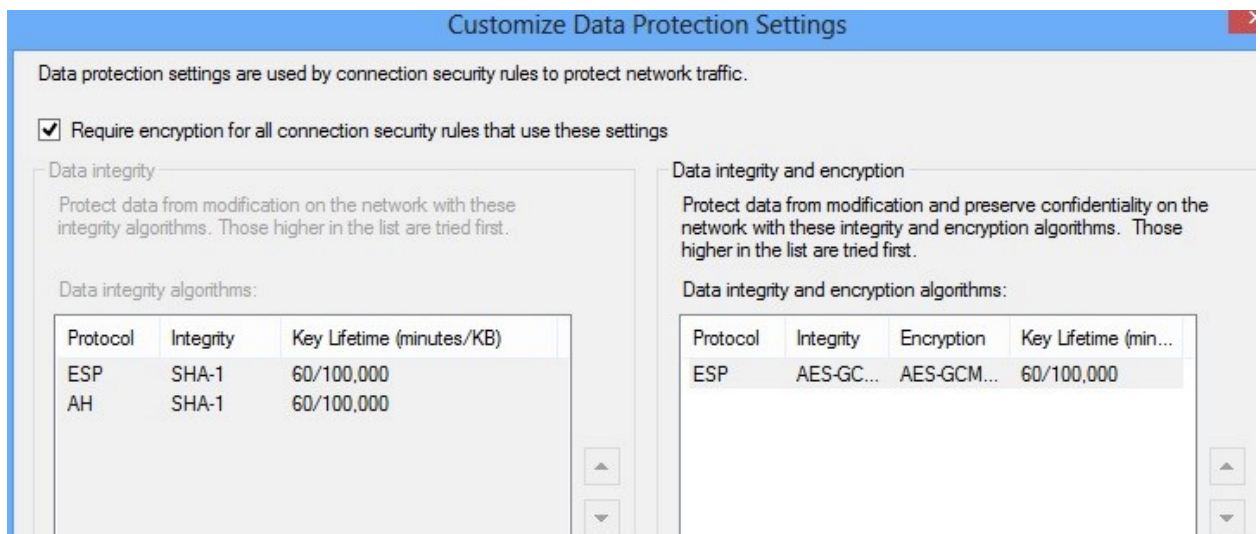 Customize Data Protection Settings
Data protection settings are used by connection security rules to protect network traffic.
Require encryption for all connection security rules that use these settings
Data integrity
Protect data from modification on the network with these
integrity algorithms. Those higher in the list are tried first.
Data integrity algorithms:
Protocol Integrity Key Lifetime (minutes/KB)
ESP SHA-1 60/100,000
AH SHA-1 60/100,000
Data integrity and encryption
Protect data from modification and preserve confidentiality on the
network with these integrity and encryption algorithms. Those
higher in the list are tried first.
Data integrity and encryption algorithms:
Protocol Integrity Encryption Key Lifetime (min...
ESP AES-GC... AES-GCM... 60/100,000